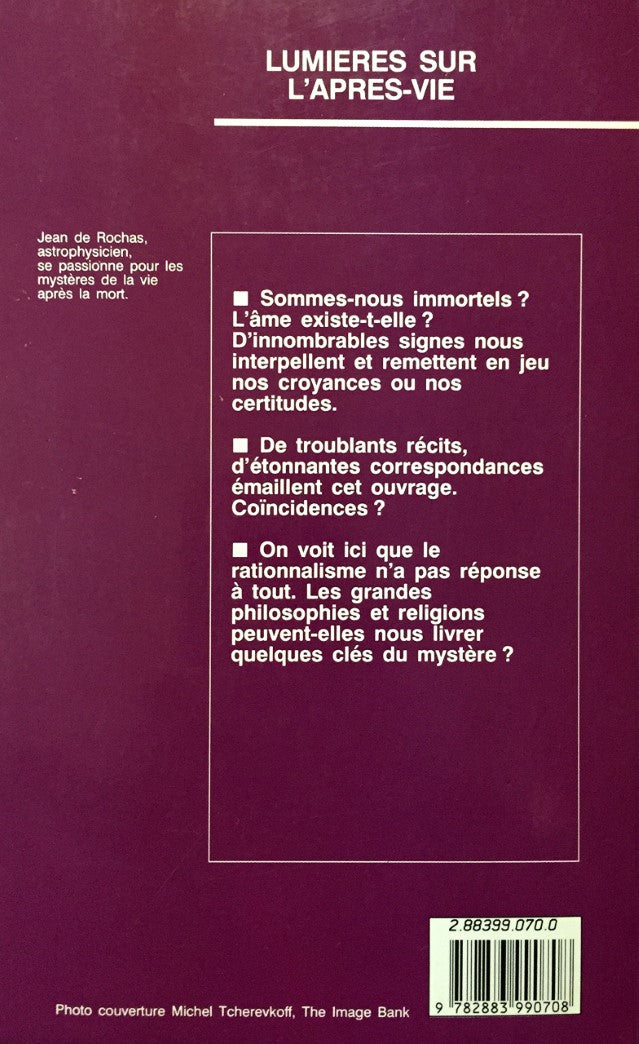 LUMIERES SUR
L'APRES-VIE
Jean de Rochas,
astrophysicien,
se passionne pour les
mystères de la vie
après la mort.
■ Sommes-nous immortels ?
L'âme existe-t-elle ?
D'innombrables signes nous
interpellent et remettent en jeu
nos croyances ou nos
certitudes.
■ De troublants récits,
d'étonnantes correspondances
émaillent cet ouvrage.
Coïncidences ?
■ On voit ici que le
rationnalisme n'a pas réponse
à tout. Les grandes
philosophies et religions
peuvent-elles nous livrer
quelques clés du mystère ?
2.88399.070.0
9 782883 990708
Photo couverture Michel Tcherevkoff, The Image Bank